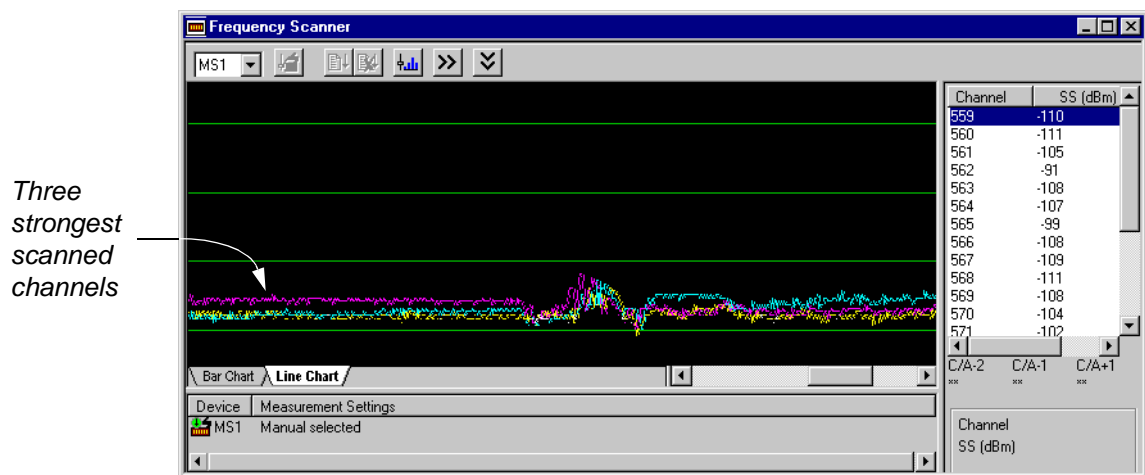 Frequency Scanner
MS1
Three
strongest
scanned
channels
Channel SS (dBm)
559 -110
560 -111
561 -105
562 -91
563 -108
564 -107
565 -99
566 -108
567 -109
568 -111
569 -108
570 -104
571 -102
C/A-2 C/A-1 C/A+1
** ** **
Bar Chart Line Chart
Device Measurement Settings
MS1 Manual selected
Channel
SS (dBm)